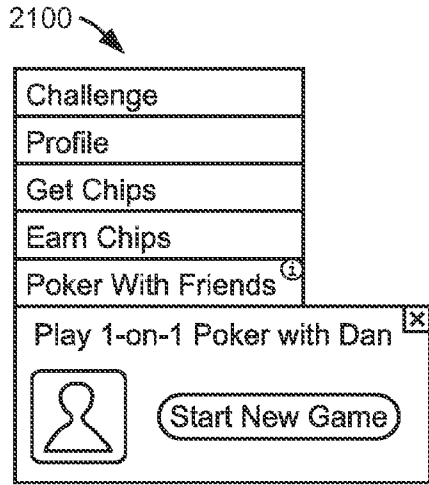 2100
Challenge
Profile
Get Chips
Earn Chips
Poker With Friends i
Play 1-on-1 Poker with Dan x
Start New Game